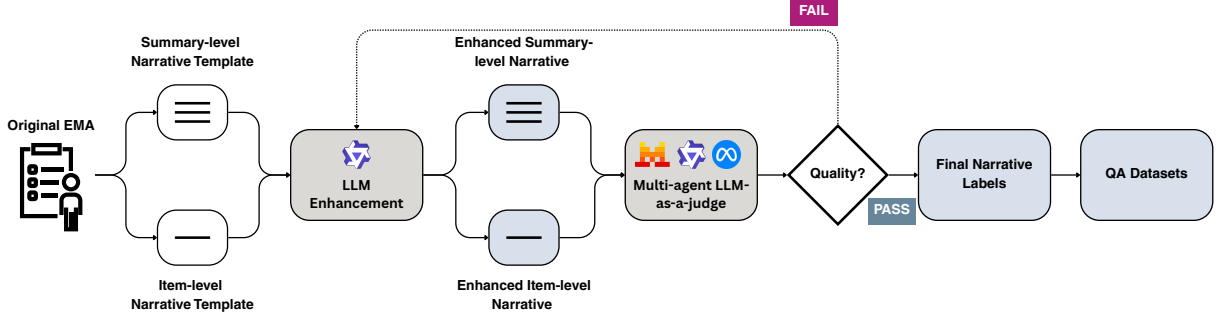 FAIL
Summary-level
Narrative Template
Enhanced Summary-
level Narrative
Original EMA
LLM
Enhancement
Multi-agent LLM-
as-a-judge
Quality?
PASS
Final Narrative
Labels
QA Datasets
Item-level
Narrative Template
Enhanced Item-level
Narrative